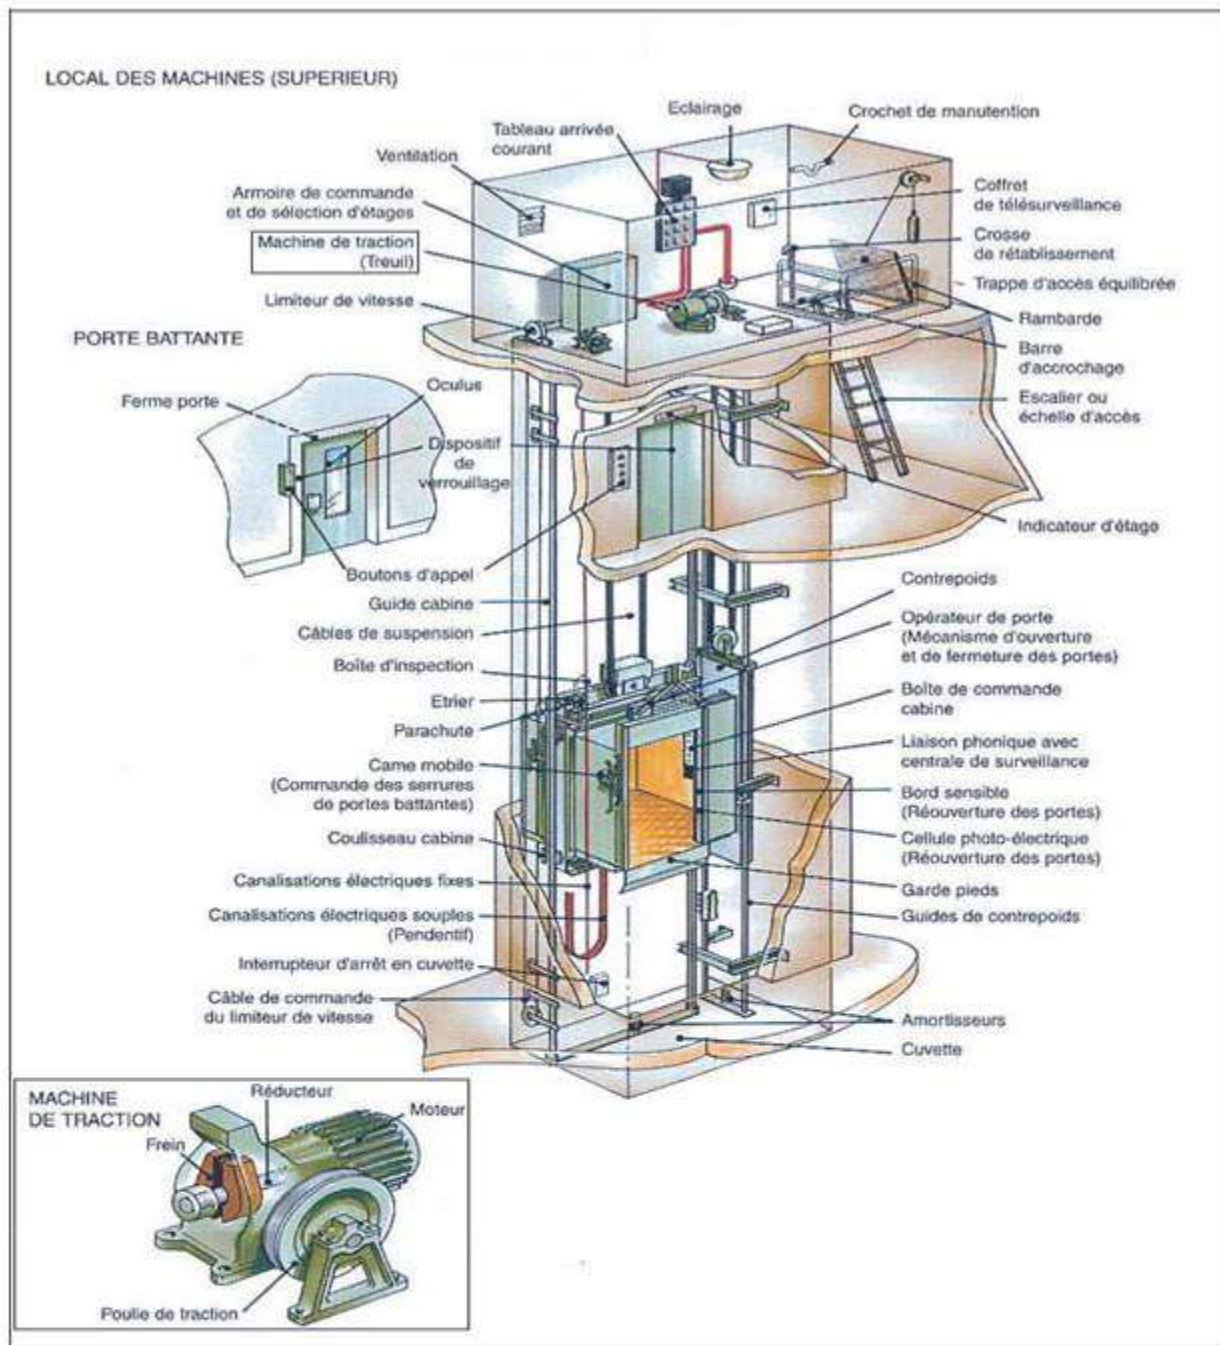 LOCAL DES MACHINES (SUPERIEUR)
Eclairage
Crochet de manutention
Tableau arrivée
courant
Ventilation
Armoire de commande
et de sélection d'étages
Coffret
de télésurveillance
Machine de traction
(Treuil)
Crosse
de rétablissement
Trappe d'accès équilibrée
Limiteur de vitesse
Rambarde
PORTE BATTANTE
Barre
d'accrochage
Oculus
Ferme porte
Escalier ou
échelle d'accès
Dispositif
de
verrouillage
Indicateur d'étage
Boutons d'appel
Contrepoids
Guide cabine
Opérateur de porte
(Mécanisme d'ouverture
et de fermeture des portes)
Câbles de suspension
Boîte d'inspection
Boîte de commande
cabine
Etrier
Parachute
Liaison phonique avec
centrale de surveillance
Came mobile
(Commande des serrures
de portes battantes)
Bord sensible
(Réouverture des portes)
Coulisseau cabine
Cellule photo-électrique
(Réouverture des portes)
Canalisations électriques fixes
Garde pieds
Canalisations électriques souples
(Pendentif)
Guides de contrepoids
Interrupteur d'arrêt en cuvette
Câble de commande
du limiteur de vitesse
Amortisseurs
Cuvette
MACHINE
DE TRACTION
Réducteur
Moteur
Frein
Poulie de traction